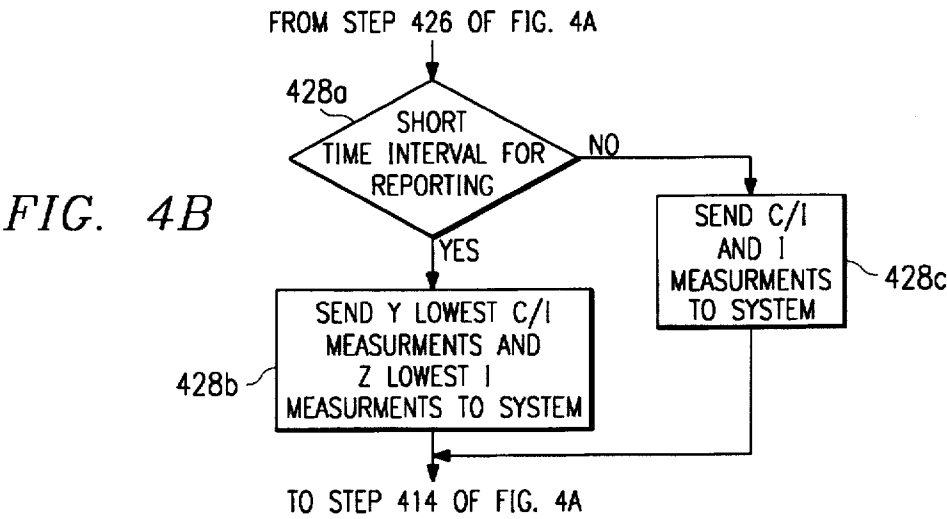 FROM STEP 426 OF FIG. 4A
428a
SHORT
TIME INTERVAL FOR
REPORTING
NO
FIG. 4B
YES
SEND C/I
AND I
MEASURMENTS
TO SYSTEM
428c
SEND Y LOWEST C/I
MEASURMENTS AND
Z LOWEST I
MEASURMENTS TO SYSTEM
428b
TO STEP 414 OF FIG. 4A